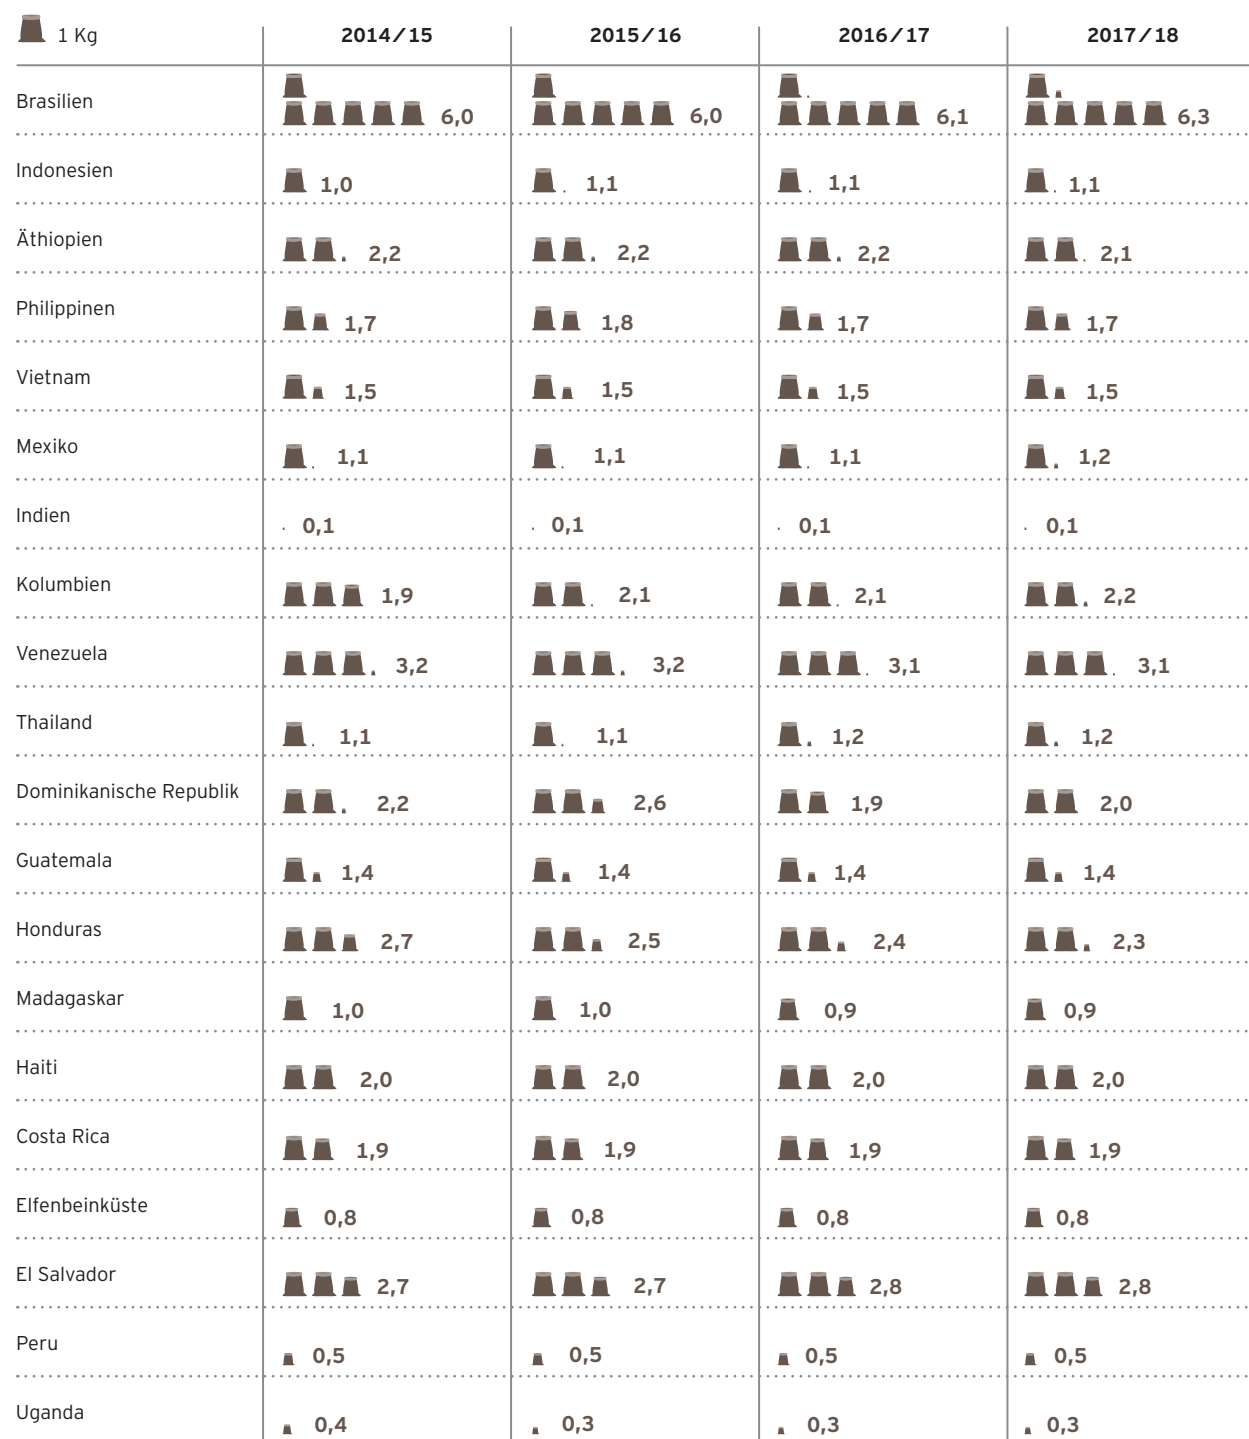 1 Kg 2014/15 2015/16 2016/17 2017/18
Brasilien 6,0 6,0 6,1 6,3
Indonesien 1,0 1,1 1,1 1,1
Äthiopien 2,2 2,2 2,2 2,1
Philippinen 1,7 1,8 1,7 1,7
Vietnam 1,5 1,5 1,5 1,5
Mexiko 1,1 1,1 1,1 1,2
Indien 0,1 0,1 0,1 0,1
Kolumbien 1,9 2,1 2,1 2,2
Venezuela 3,2 3,2 3,1 3,1
Thailand 1,1 1,1 1,2 1,2
Dominikanische Republik 2,2 2,6 1,9 2,0
Guatemala 1,4 1,4 1,4 1,4
Honduras 2,7 2,5 2,4 2,3
Madagaskar 1,0 1,0 0,9 0,9
Haiti 2,0 2,0 2,0 2,0
Costa Rica 1,9 1,9 1,9 1,9
Elfenbeinküste 0,8 0,8 0,8 0,8
El Salvador 2,7 2,7 2,8 2,8
Peru 0,5 0,5 0,5 0,5
Uganda 0,4 0,3 0,3 0,3